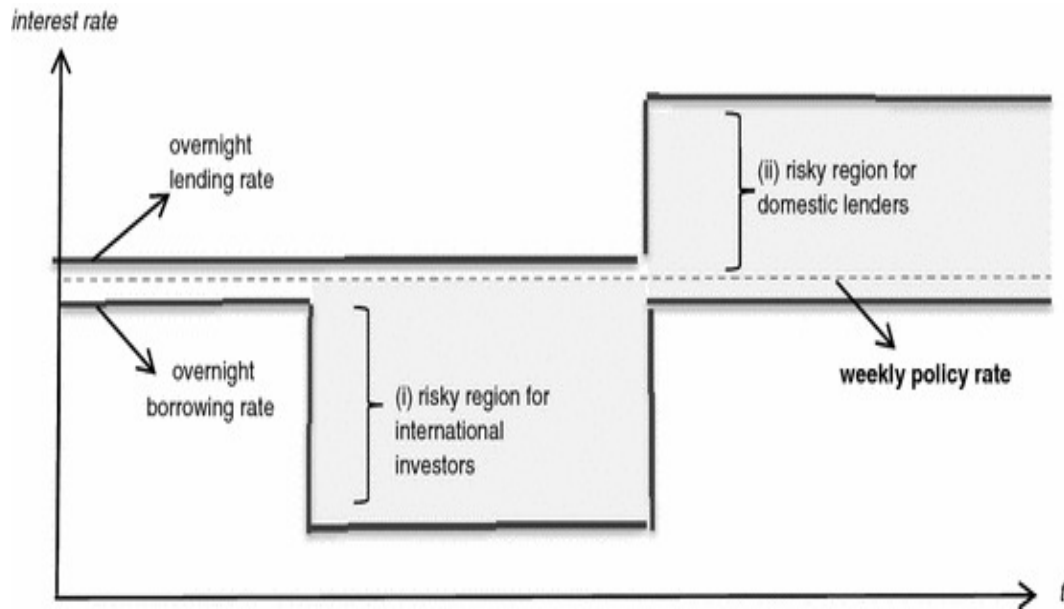 interest rate
overnight
lending rate
(ii) risky region for
domestic lenders
overnight
borrowing rate
(i) risky region for
international
investors
weekly policy rate